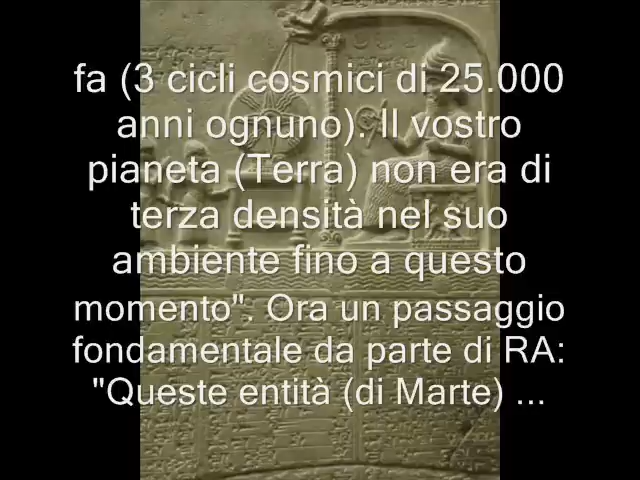 fa (3 cicli cosmici di 25.000
anni ognuno). Il vostro
pianeta (Terra) non era di
terza densità nel suo
ambiente fino a questo
momento". Ora un passaggio
fondamentale da parte di RA:
"Queste entità (di Marte) ...